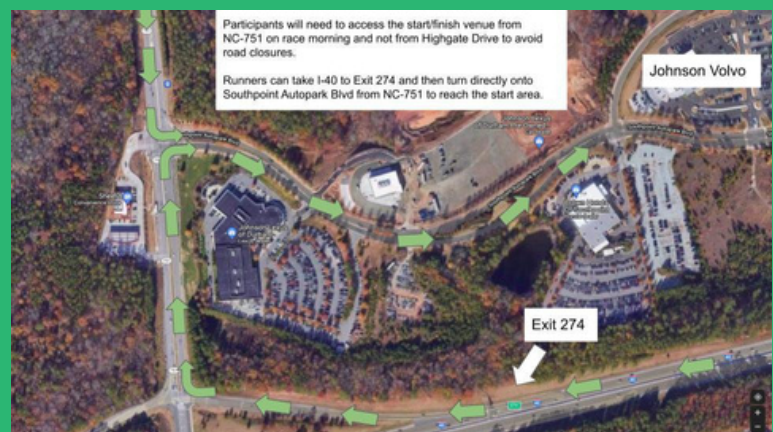 Participants will need to access the start/finish venue from
NC-751 on race morning and not from Highgate Drive to avoid
road closures.
Runners can take I-40 to Exit 274 and then turn directly onto
Southpoint Autopark Blvd from NC-751 to reach the start area.
Johnson Volvo
Exit 274